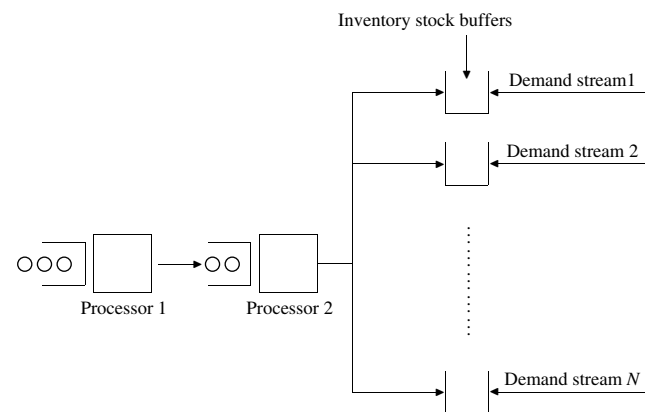 Inventory stock buffers
Demand stream1
Demand stream 2
Processor 1
Processor 2
Demand stream N